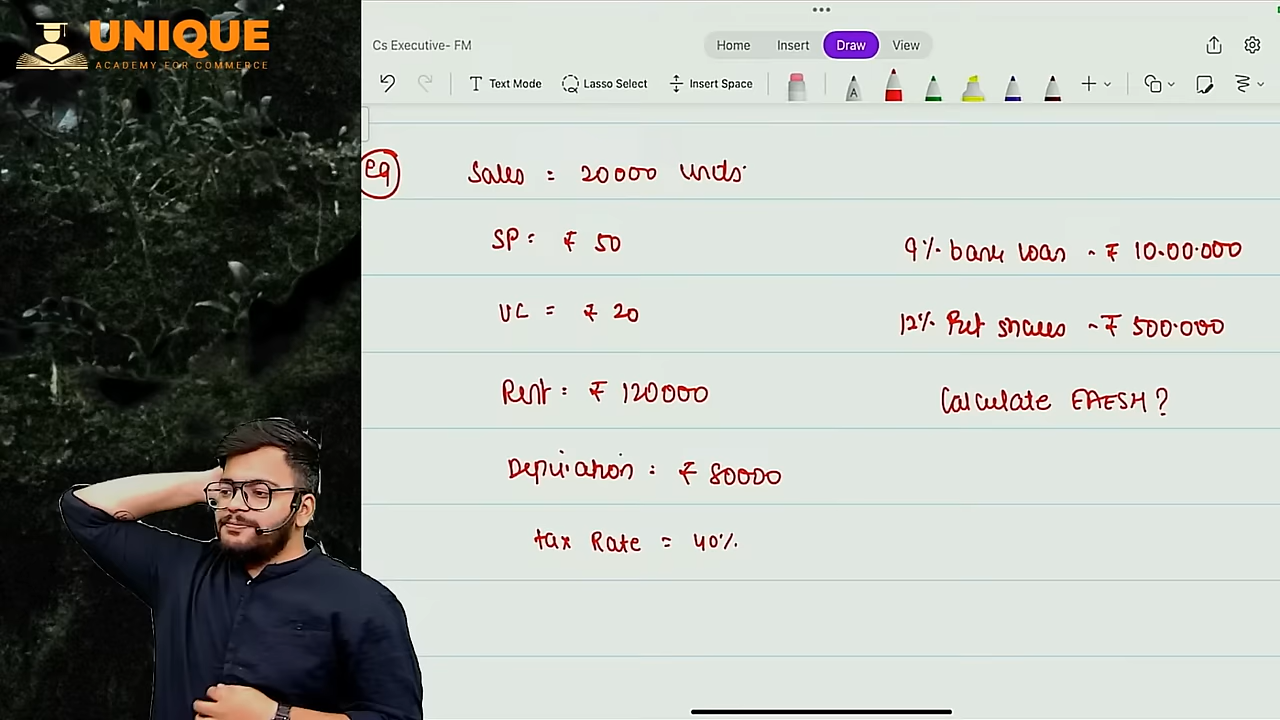 UNIQUE
ACADEMY FOR COMMERCE
Cs Executive- FM
Home Insert Draw View
Text Mode Lasso Select Insert Space
A
eg Sales = 20000 units
SP = ₹ 50
9% bank loan - ₹ 10.00.000
VC = ₹ 20
12% Pref shares - ₹ 500.000
Rent = ₹ 120000
Calculate EAESH?
Depreciation = ₹ 80000
tax Rate = 40%